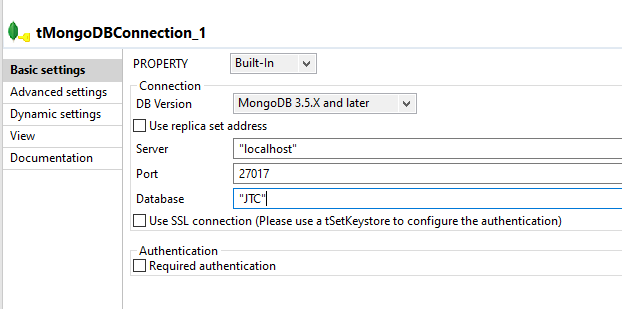 tMongoDBConnection_1
Basic settings
Advanced settings
Dynamic settings
View
Documentation
PROPERTY Built-In
Connection
DB Version MongoDB 3.5.X and later
Use replica set address
Server "localhost"
Port 27017
Database "JTC"
Use SSL connection (Please use a tSetKeystore to configure the authentication)
Authentication
Required authentication